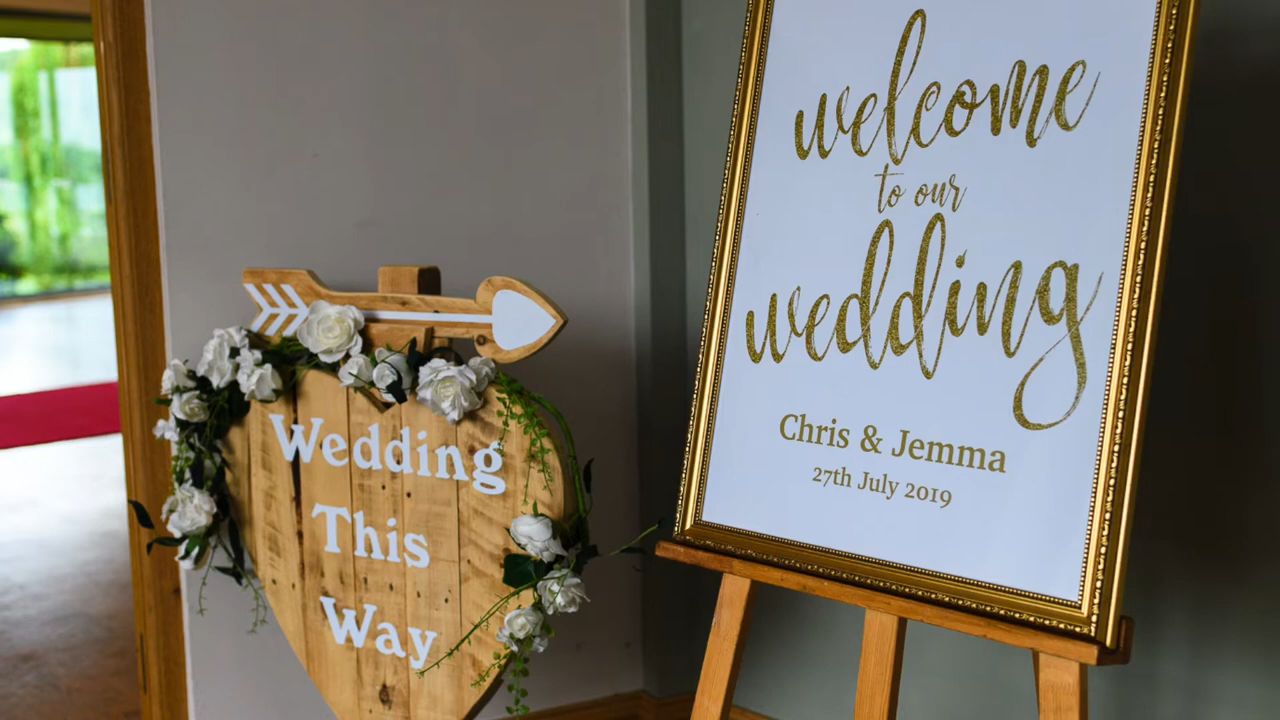 Wedding
This
Way
welcome
to our
wedding
Chris & Jemma
27th July 2019